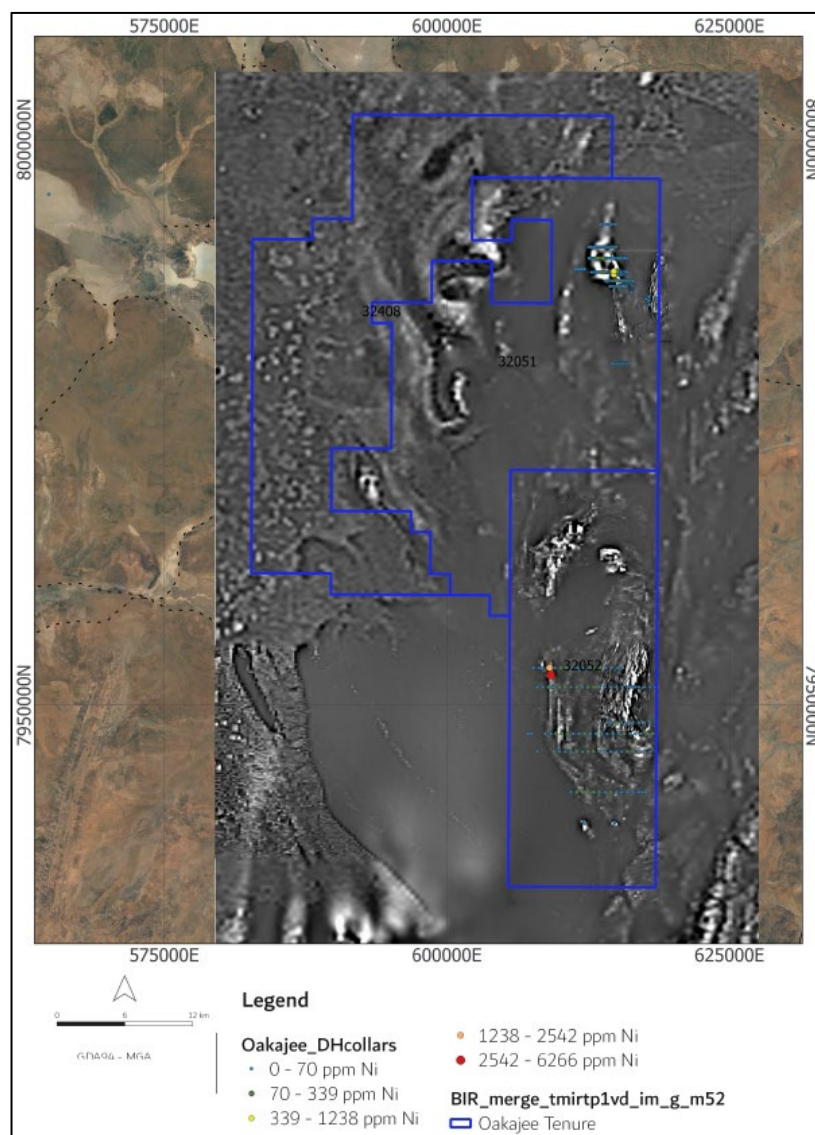 575000E 600000E 625000E
8000000N 8000000N
32408
32051
32052
7950000N 7950000N
575000E 600000E 625000E
0 6 12 km
GDA94 - MGA
Legend
Oakajee_DHcollars
0 - 70 ppm Ni
70 - 339 ppm Ni
339 - 1238 ppm Ni
1238 - 2542 ppm Ni
2542 - 6266 ppm Ni
BIR_merge_tmirtp1vd_im_g_m52
Oakajee Tenure